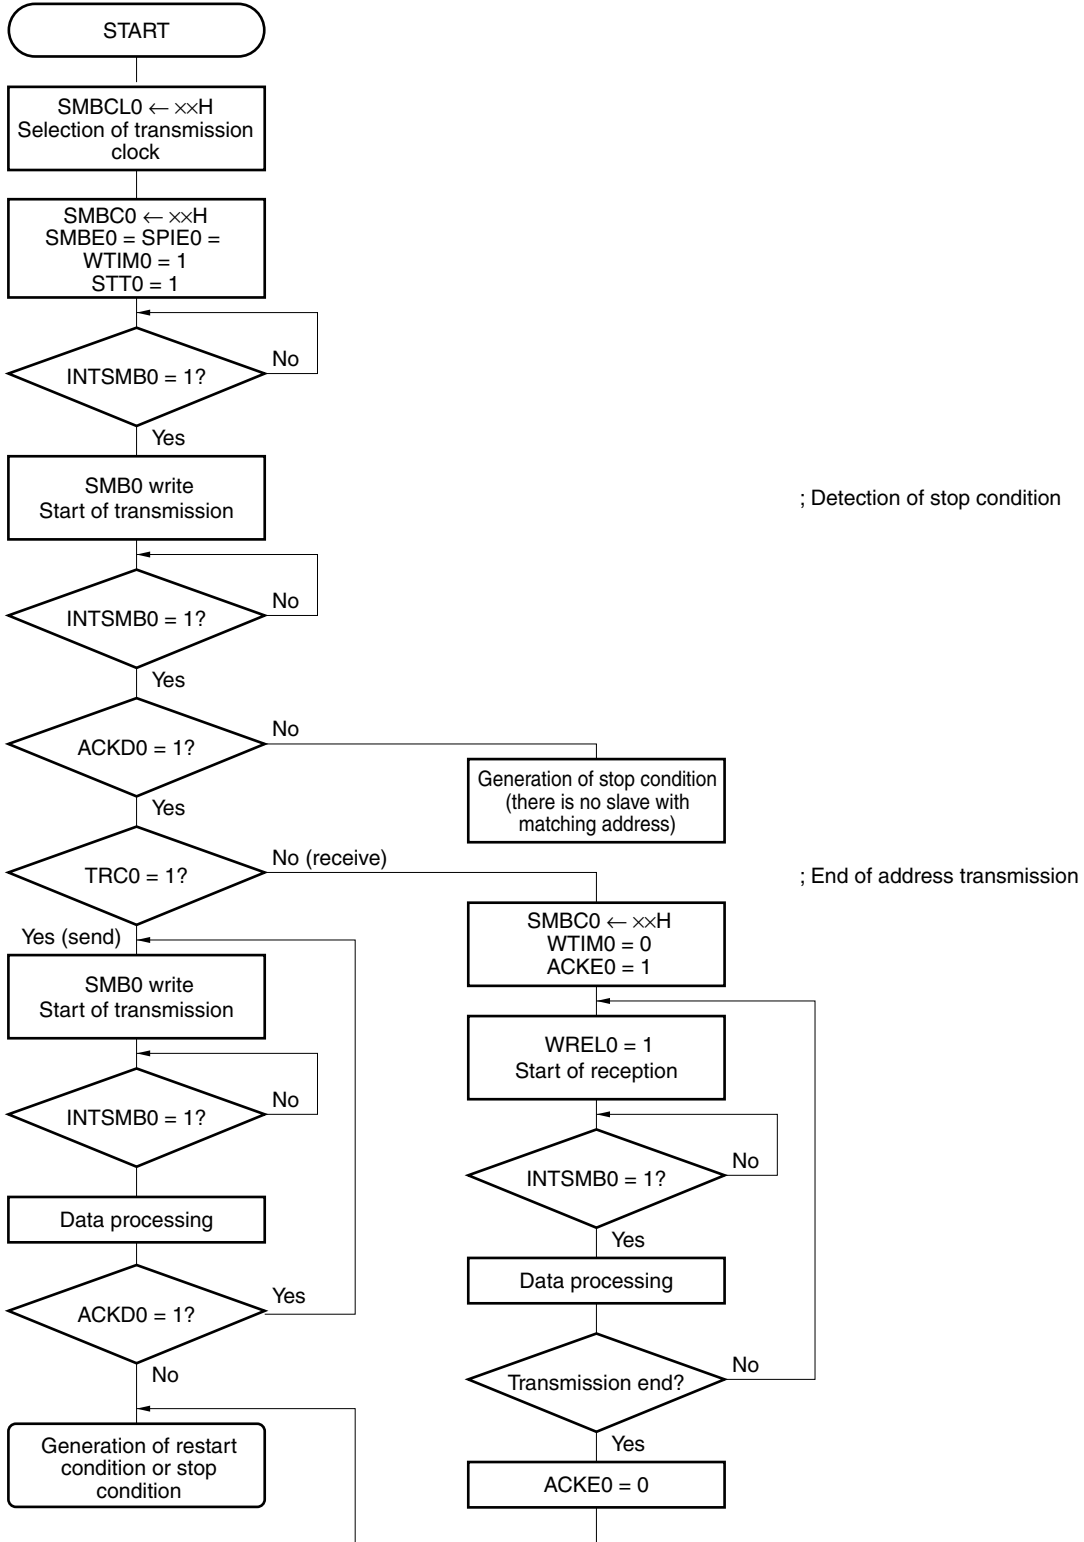 START
SMBCL0 ← ××H
Selection of transmission
clock
SMBC0 ← ××H
SMBE0 = SPIE0 =
WTIM0 = 1
STT0 = 1
No
INTSMB0 = 1?
Yes
SMB0 write
Start of transmission
; Detection of stop condition
No
INTSMB0 = 1?
Yes
No
ACKD0 = 1?
Generation of stop condition
(there is no slave with
matching address)
Yes
No (receive)
TRC0 = 1?
; End of address transmission
Yes (send)
SMB0 write
Start of transmission
No
INTSMB0 = 1?
Data processing
Yes
ACKD0 = 1?
No
Generation of restart
condition or stop
condition
SMBC0 ← ××H
WTIM0 = 0
ACKE0 = 1
WREL0 = 1
Start of reception
No
INTSMB0 = 1?
Yes
Data processing
No
Transmission end?
Yes
ACKE0 = 0